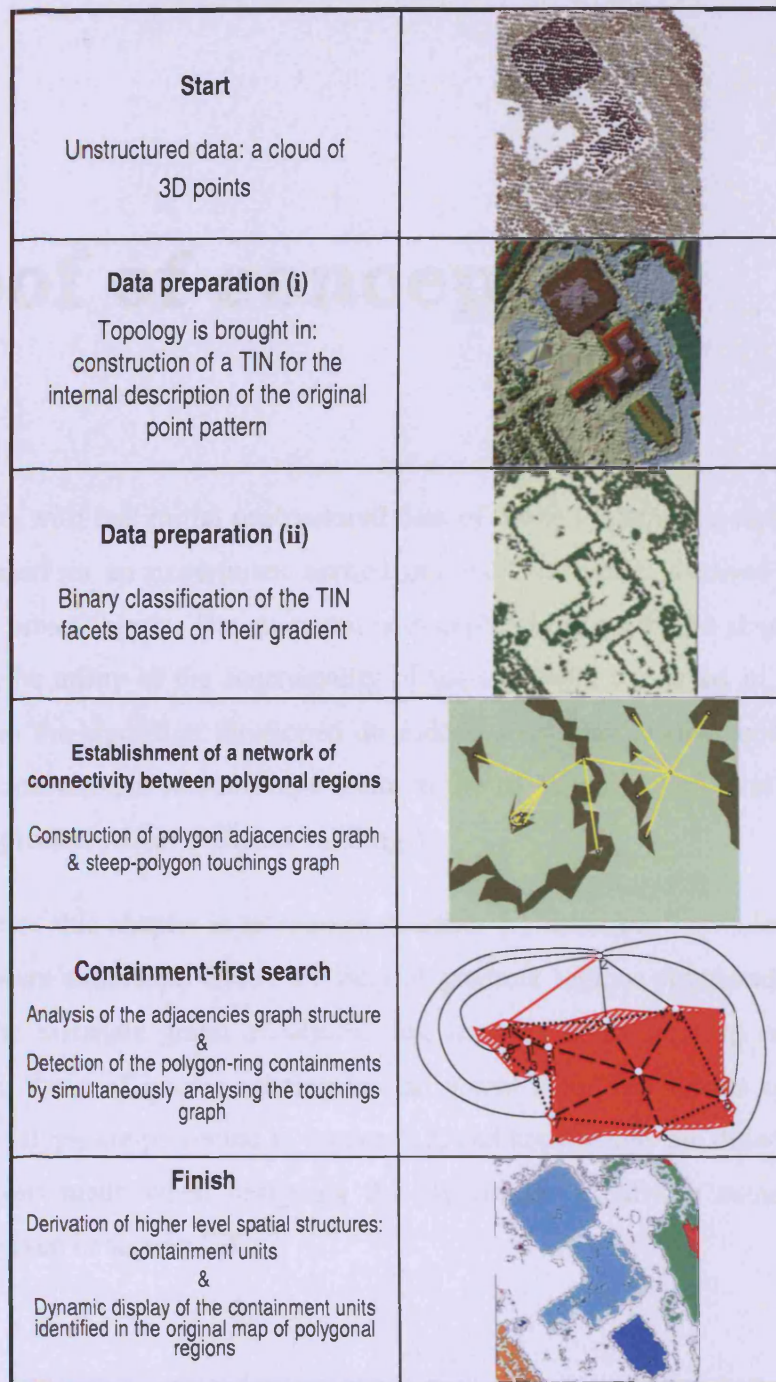 Start
Unstructured data: a cloud of
3D points
Data preparation (i)
Topology is brought in:
construction of a TIN for the
internal description of the original
point pattern
Data preparation (ii)
Binary classification of the TIN
facets based on their gradient
Establishment of a network of
connectivity between polygonal regions
Construction of polygon adjacencies graph
& steep-polygon touchings graph
Containment-first search
Analysis of the adjacencies graph structure
&
Detection of the polygon-ring containments
by simultaneously analysing the touchings
graph
Finish
Derivation of higher level spatial structures:
containment units
&
Dynamic display of the containment units
identified in the original map of polygonal
regions